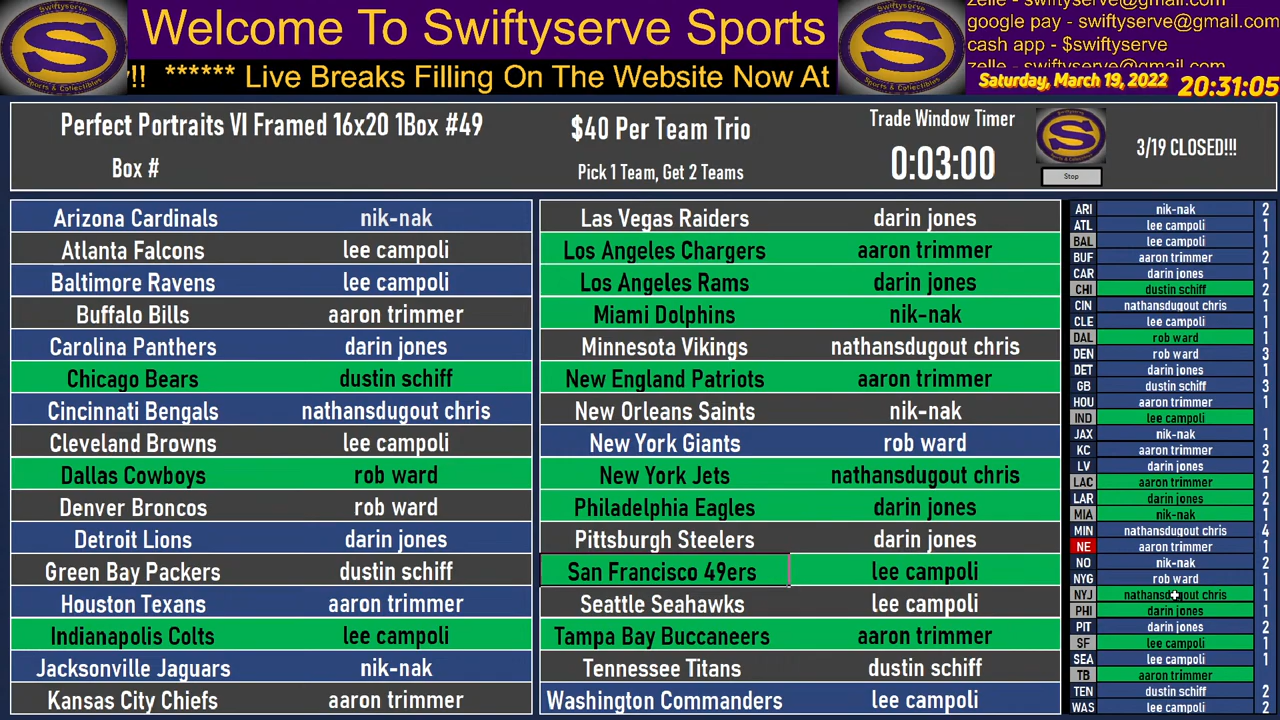 Welcome To Swiftyserve Sports
!! ****** Live Breaks Filling On The Website Now At
zelle - swiftyserve@gmail.com
google pay - swiftyserve@gmail.com
cash app - $swiftyserve
zelle - swiftyserve@gmail.com
Saturday, March 19, 2022 20:31:05
Perfect Portraits VI Framed 16x20 1Box #49
Box #
$40 Per Team Trio
Pick 1 Team, Get 2 Teams
Trade Window Timer
0:03:00
Stop
3/19 CLOSED!!!
Arizona Cardinals nik-nak
Atlanta Falcons lee campoli
Baltimore Ravens lee campoli
Buffalo Bills aaron trimmer
Carolina Panthers darin jones
Chicago Bears dustin schiff
Cincinnati Bengals nathansdugout chris
Cleveland Browns lee campoli
Dallas Cowboys rob ward
Denver Broncos rob ward
Detroit Lions darin jones
Green Bay Packers dustin schiff
Houston Texans aaron trimmer
Indianapolis Colts lee campoli
Jacksonville Jaguars nik-nak
Kansas City Chiefs aaron trimmer
Las Vegas Raiders darin jones
Los Angeles Chargers aaron trimmer
Los Angeles Rams darin jones
Miami Dolphins nik-nak
Minnesota Vikings nathansdugout chris
New England Patriots aaron trimmer
New Orleans Saints nik-nak
New York Giants rob ward
New York Jets nathansdugout chris
Philadelphia Eagles darin jones
Pittsburgh Steelers darin jones
San Francisco 49ers lee campoli
Seattle Seahawks lee campoli
Tampa Bay Buccaneers aaron trimmer
Tennessee Titans dustin schiff
Washington Commanders lee campoli
ARI nik-nak 2
ATL lee campoli 1
BAL lee campoli 1
BUF aaron trimmer 2
CAR darin jones 1
CHI dustin schiff 2
CIN nathansdugout chris 1
CLE lee campoli 1
DAL rob ward 1
DEN rob ward 3
DET darin jones 1
GB dustin schiff 3
HOU aaron trimmer 1
IND lee campoli
JAX nik-nak 1
KC aaron trimmer 3
LV darin jones 2
LAC aaron trimmer 1
LAR darin jones 2
MIA nik-nak 1
MIN nathansdugout chris 4
NE aaron trimmer 1
NO nik-nak 2
NYG rob ward 1
NYJ nathansdugout chris 1
PHI darin jones 1
PIT darin jones 2
SF lee campoli 1
SEA lee campoli 1
TB aaron trimmer
TEN dustin schiff 2
WAS lee campoli 2